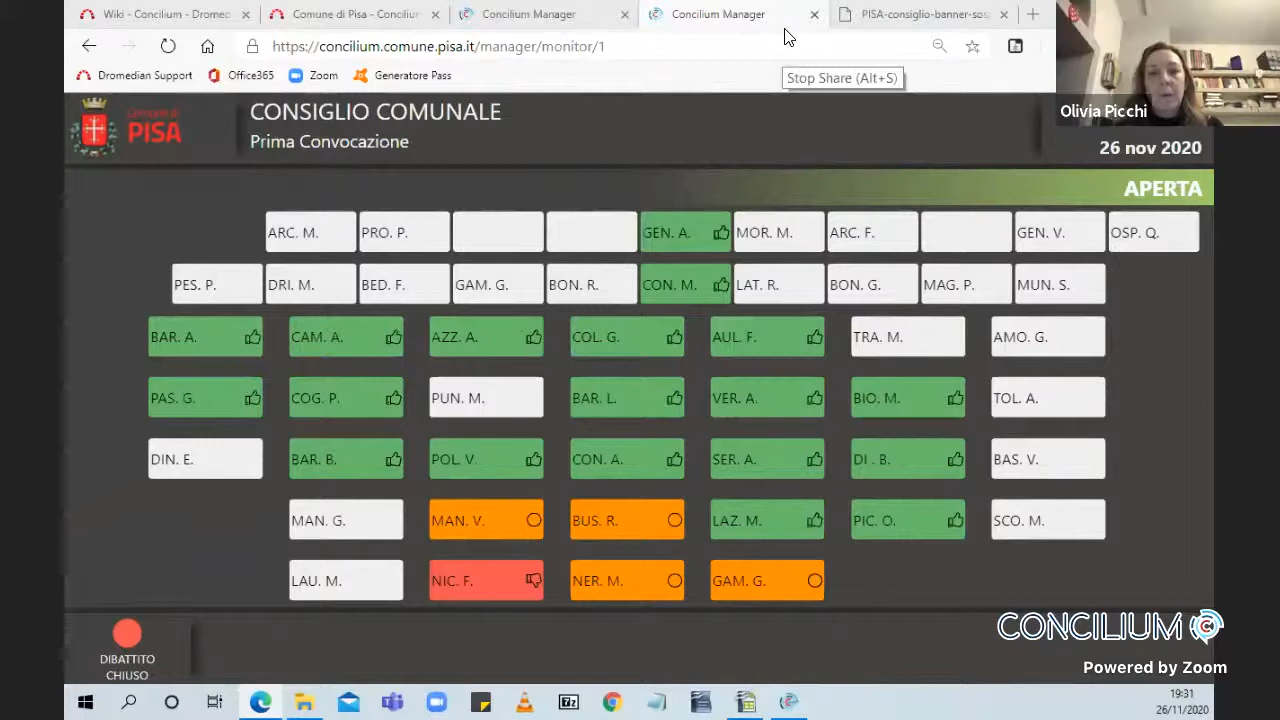 Wiki - Concilium - Dromeo
Comune di Pisa - Conciliur
Concilium Manager
Concilium Manager
PISA-consiglio-banner-sos
https://concilium.comune.pisa.it/manager/monitor/1
Dromedian Support
Office365
Zoom
Generatore Pass
Stop Share (Alt+S)
Olivia Picchi
Comune di
PISA
CONSIGLIO COMUNALE
Prima Convocazione
26 nov 2020
APERTA
ARC. M. PRO. P. GEN. A. MOR. M. ARC. F. GEN. V. OSP. Q.
PES. P. DRI. M. BED. F. GAM. G. BON. R. CON. M. LAT. R. BON. G. MAG. P. MUN. S.
BAR. A. CAM. A. AZZ. A. COL. G. AUL. F. TRA. M. AMO. G.
PAS. G. COG. P. PUN. M. BAR. L. VER. A. BIO. M. TOL. A.
DIN. E. BAR. B. POL. V. CON. A. SER. A. DI . B. BAS. V.
MAN. G. MAN. V. BUS. R. LAZ. M. PIC. O. SCO. M.
LAU. M. NIC. F. NER. M. GAM. G.
DIBATTITO
CHIUSO
CONCILIUM
Powered by Zoom
19:31
26/11/2020